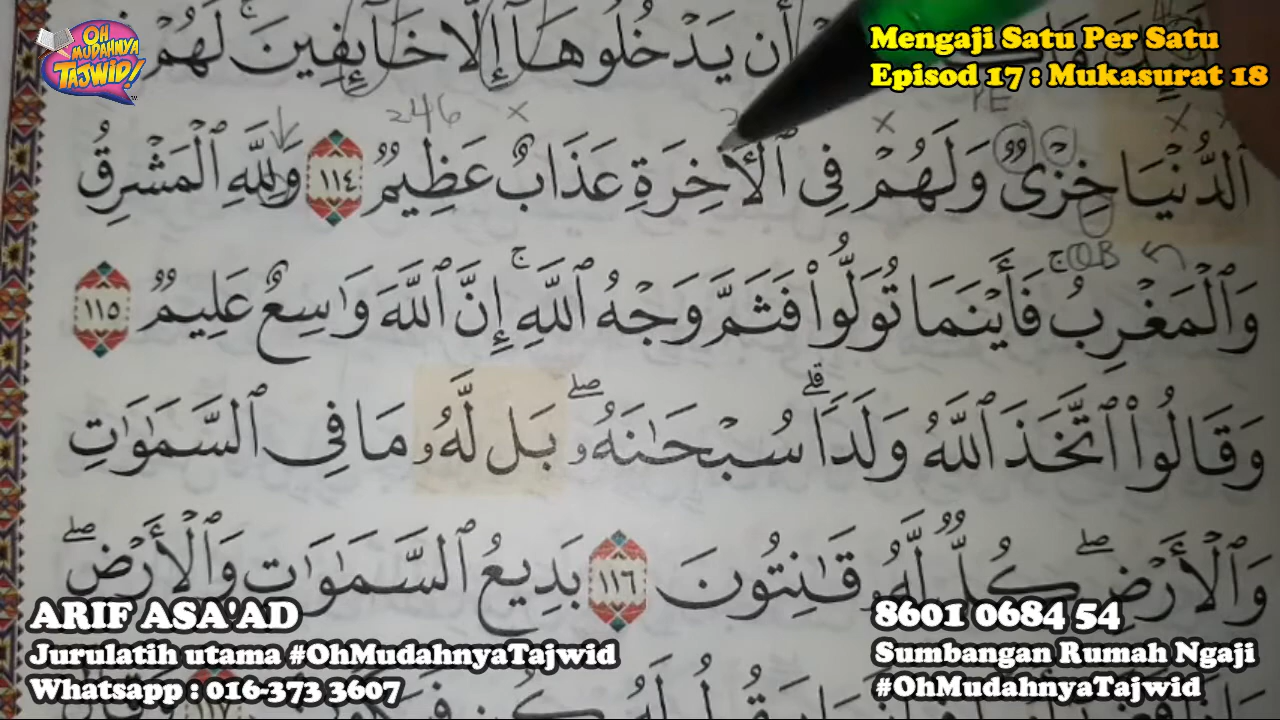 OH MUDAHNYA TAJWID!
Mengaji Satu Per Satu
Episod 17 : Mukasurat 18
أَن يَدۡخُلُوهَآ إِلَّا خَآئِفِينَۚ لَهُمۡ فِي
246
ٱلدُّنۡيَا خِزۡيٞ وَلَهُمۡ فِي ٱلۡأٓخِرَةِ عَذَابٌ عَظِيمٞ ١١٤ وَلِلَّهِ ٱلۡمَشۡرِقُ
وَٱلۡمَغۡرِبُۚ فَأَيۡنَمَا تُوَلُّواْ فَثَمَّ وَجۡهُ ٱللَّهِۚ إِنَّ ٱللَّهَ وَٰسِعٌ عَلِيمٞ ١١٥
وَقَالُواْ ٱتَّخَذَ ٱللَّهُ وَلَدٗاۗ سُبۡحَٰنَهُۥۖ بَل لَّهُۥ مَا فِي ٱلسَّمَٰوَٰتِ
وَٱلۡأَرۡضِۖ كُلّٞ لَّهُۥ قَٰنِتُونَ ١١٦ بَدِيعُ ٱلسَّمَٰوَٰتِ وَٱلۡأَرۡضِۖ
ARIF ASA'AD
Jurulatih utama #OhMudahnyaTajwid
Whatsapp : 016-373 3607
8601 0684 54
Sumbangan Rumah Ngaji
#OhMudahnyaTajwid